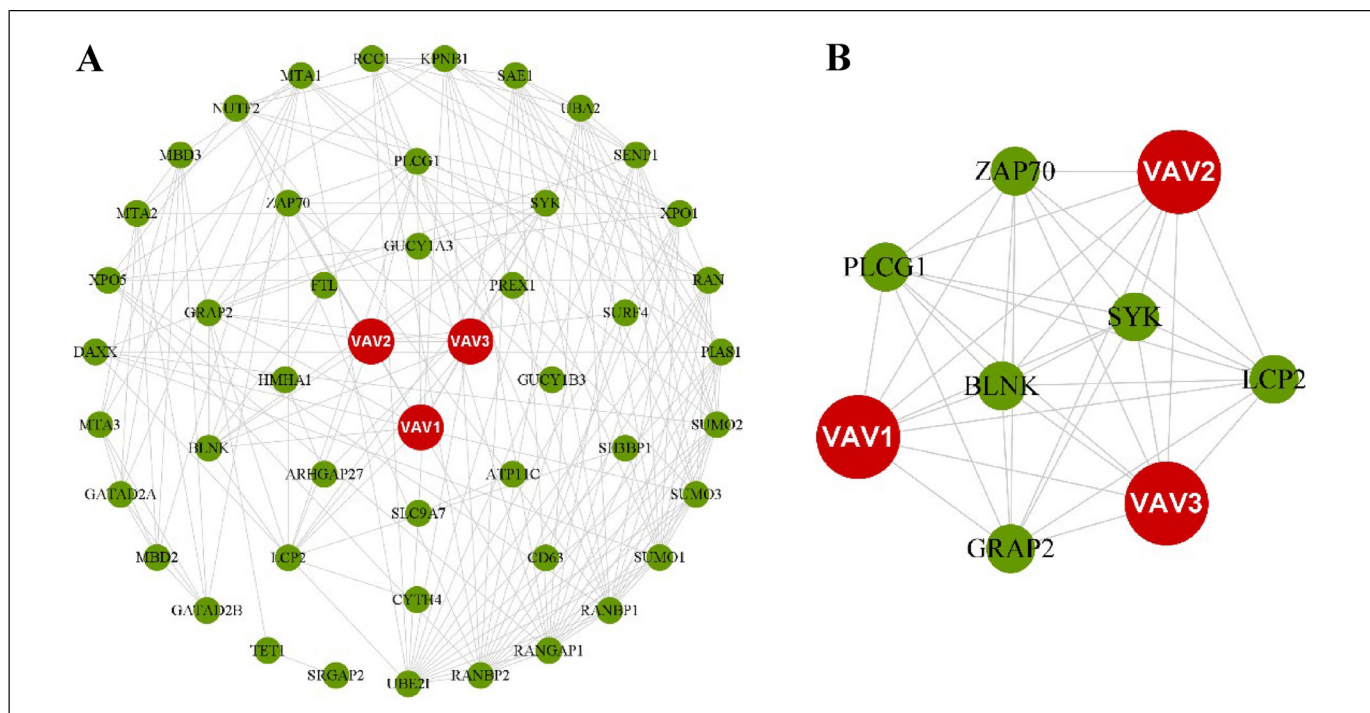 A
RCC1
KPNB1
MTA1
SAE1
NUTF2
UBA2
MBD3
PLCG1
SENP1
ZAP70
SYK
MTA2
XPO1
GUCY1A3
XPO5
FTL
PREX1
RAN
GRAP2
SURF4
VAV2
VAV3
DAXX
PIAS1
HMHA1
GUCY1B3
MTA3
VAV1
SUMO2
BLNK
SH3BP1
ARHGAP27
ATP11C
GATAD2A
SUMO3
SLC9A7
MBD2
LCP2
CD63
SUMO1
GATAD2B
CYTH4
RANBP1
TET1
RANGAP1
SRGAP2
UBE2I
RANBP2
B
ZAP70
VAV2
PLCG1
SYK
BLNK
LCP2
VAV1
VAV3
GRAP2